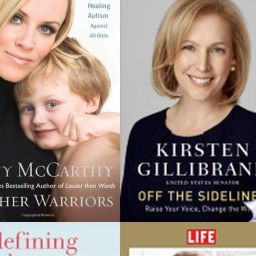 Healing
Autism
Against
All Odds
Y MCCARTHY
s Bestselling Author of Louder than Words
HER WARRIORS
KIRSTEN
GILLIBRAN
UNITED STATES SENATOR
OFF THE SIDELINE
Raise Your Voice, Change the W
defining
LIFE